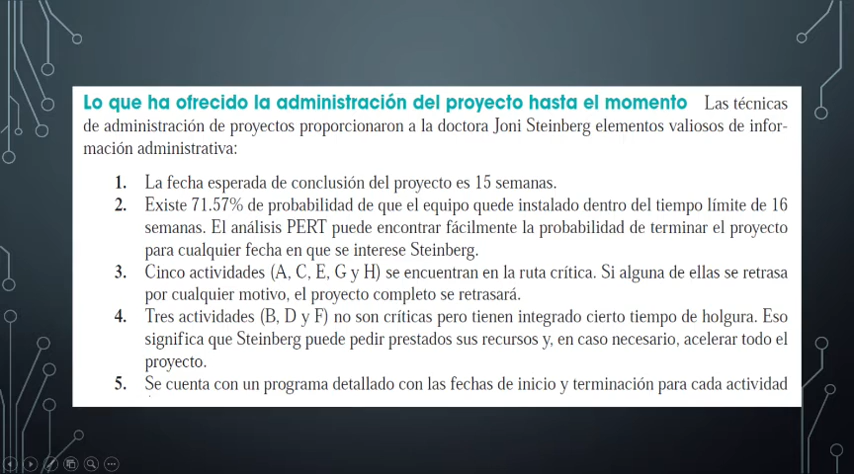 Lo que ha ofrecido la administración del proyecto hasta el momento Las técnicas
de administración de proyectos proporcionaron a la doctora Joni Steinberg elementos valiosos de infor-
mación administrativa:
1. La fecha esperada de conclusión del proyecto es 15 semanas.
2. Existe 71.57% de probabilidad de que el equipo quede instalado dentro del tiempo límite de 16
semanas. El análisis PERT puede encontrar fácilmente la probabilidad de terminar el proyecto
para cualquier fecha en que se interese Steinberg.
3. Cinco actividades (A, C, E, G y H) se encuentran en la ruta crítica. Si alguna de ellas se retrasa
por cualquier motivo, el proyecto completo se retrasará.
4. Tres actividades (B, D y F) no son críticas pero tienen integrado cierto tiempo de holgura. Eso
significa que Steinberg puede pedir prestados sus recursos y, en caso necesario, acelerar todo el
proyecto.
5. Se cuenta con un programa detallado con las fechas de inicio y terminación para cada actividad